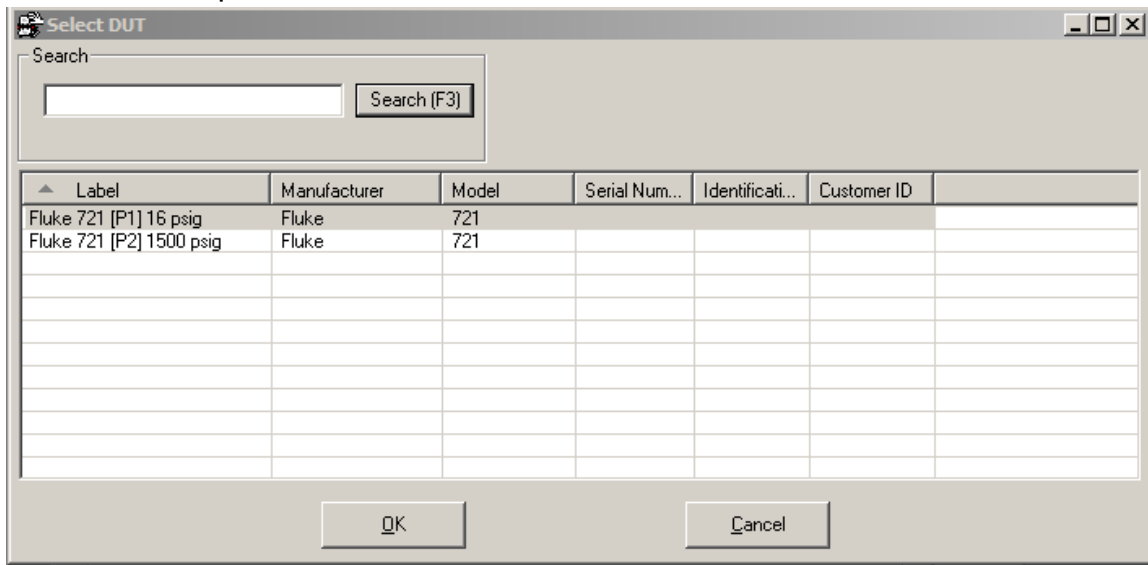 Select DUT
Search
Search (F3)
Label Manufacturer Model Serial Num... Identificati... Customer ID
Fluke 721 [P1] 16 psig Fluke 721
Fluke 721 [P2] 1500 psig Fluke 721
OK Cancel